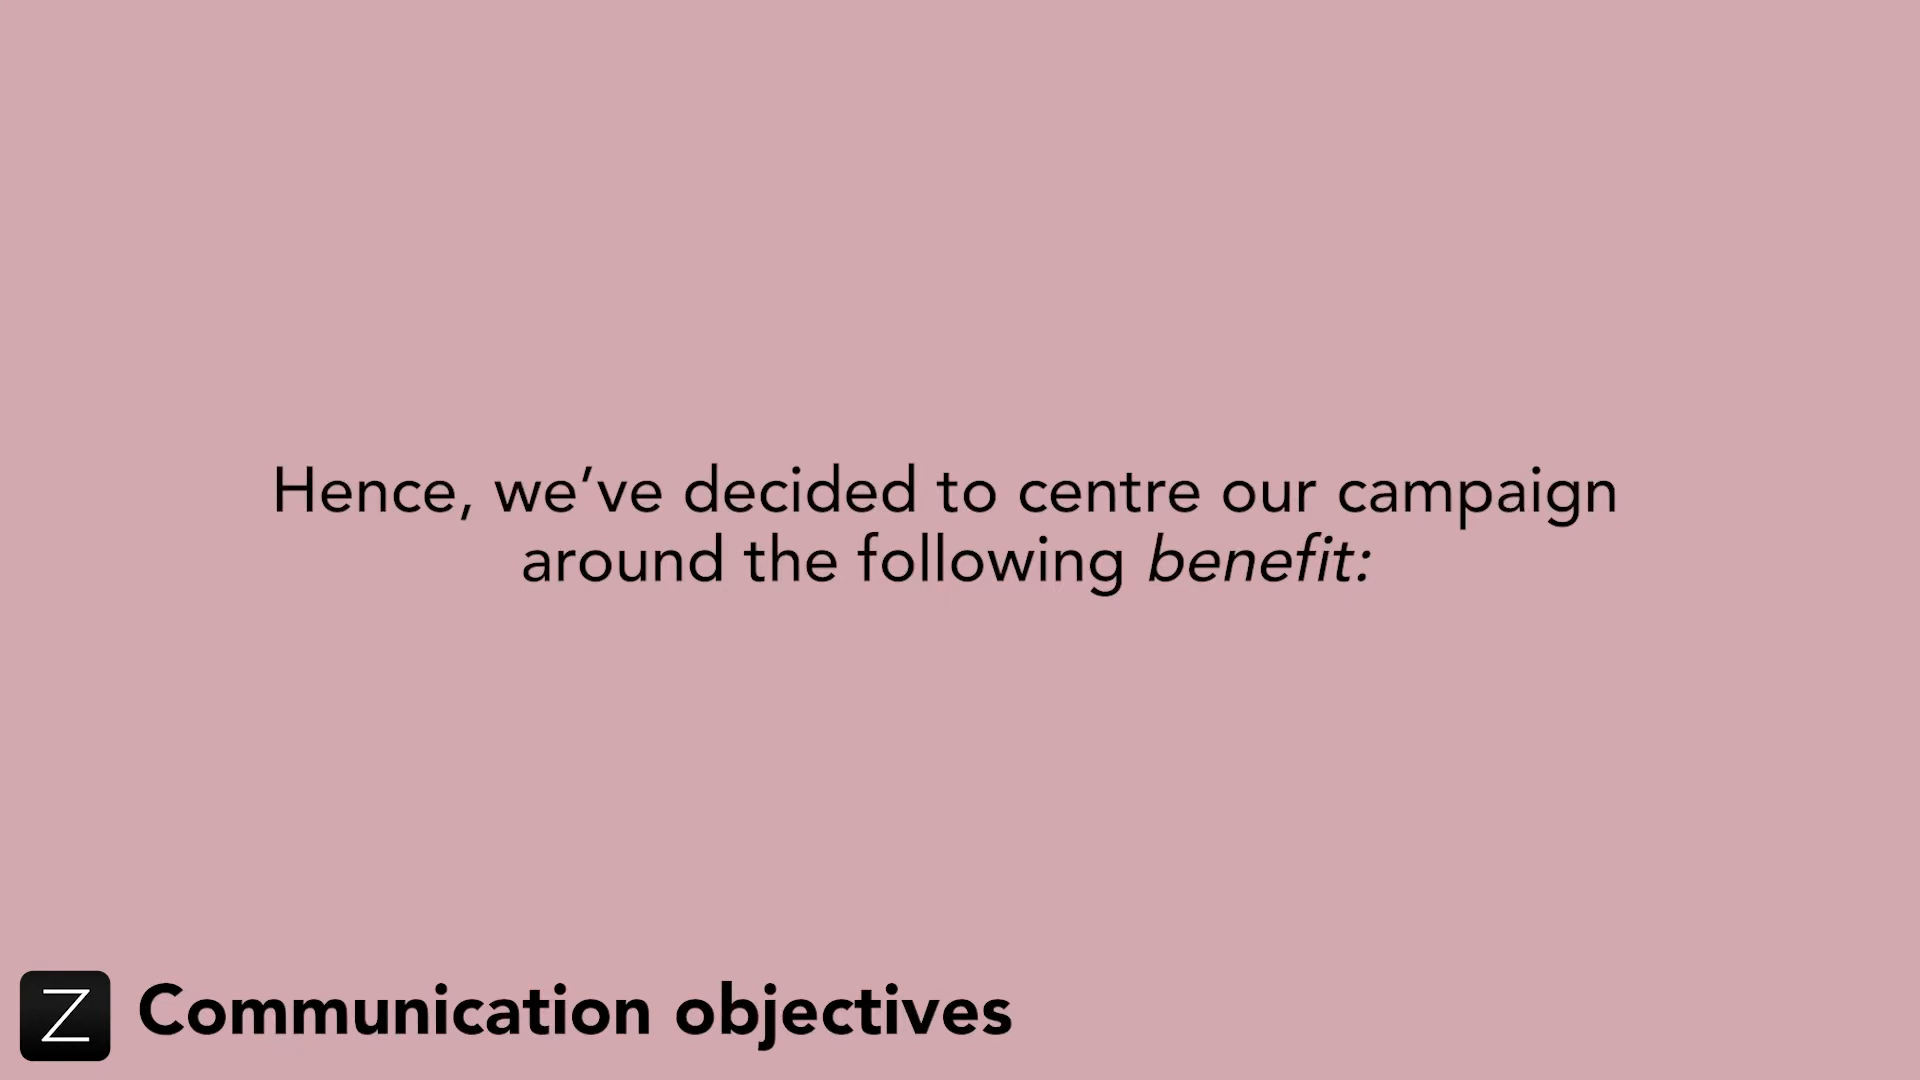 Hence, we’ve decided to centre our campaign
around the following benefit:
Z Communication objectives